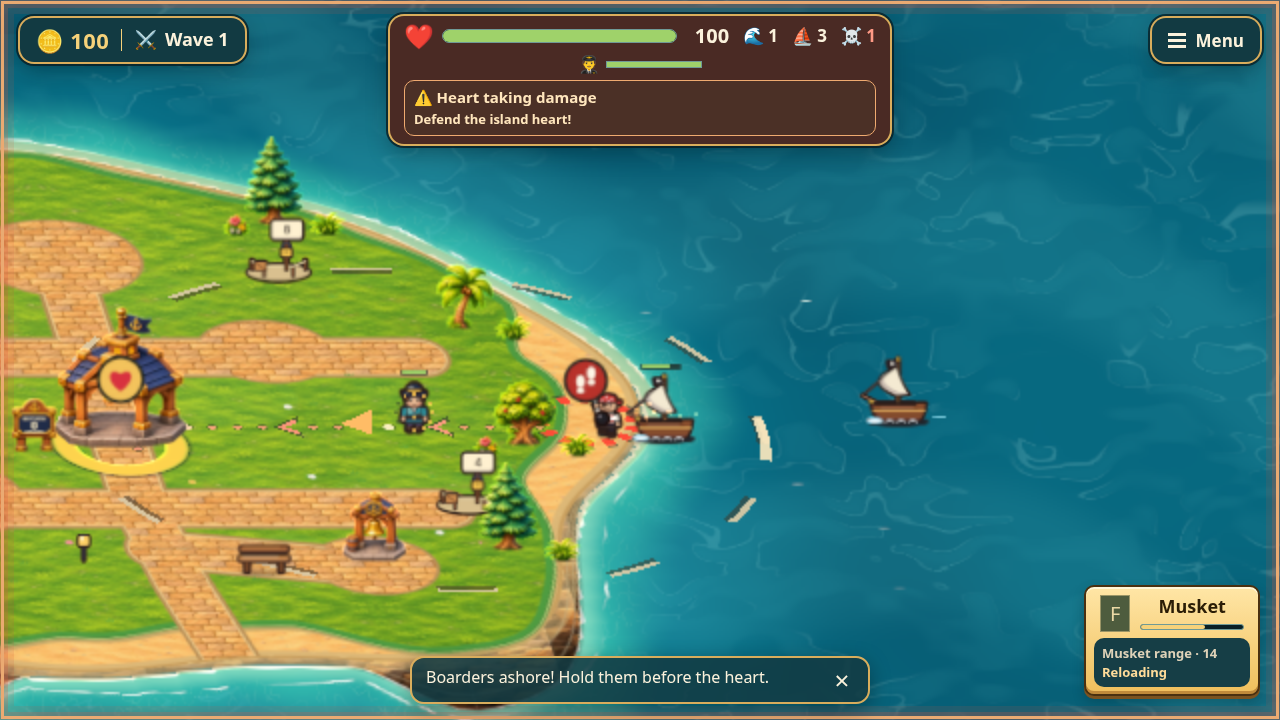 100
Wave 1
100 1 3 1
Heart taking damage
Defend the island heart!
Menu
8
Boarders ashore! Hold them before the heart.
F
Musket
Musket range · 14
Reloading